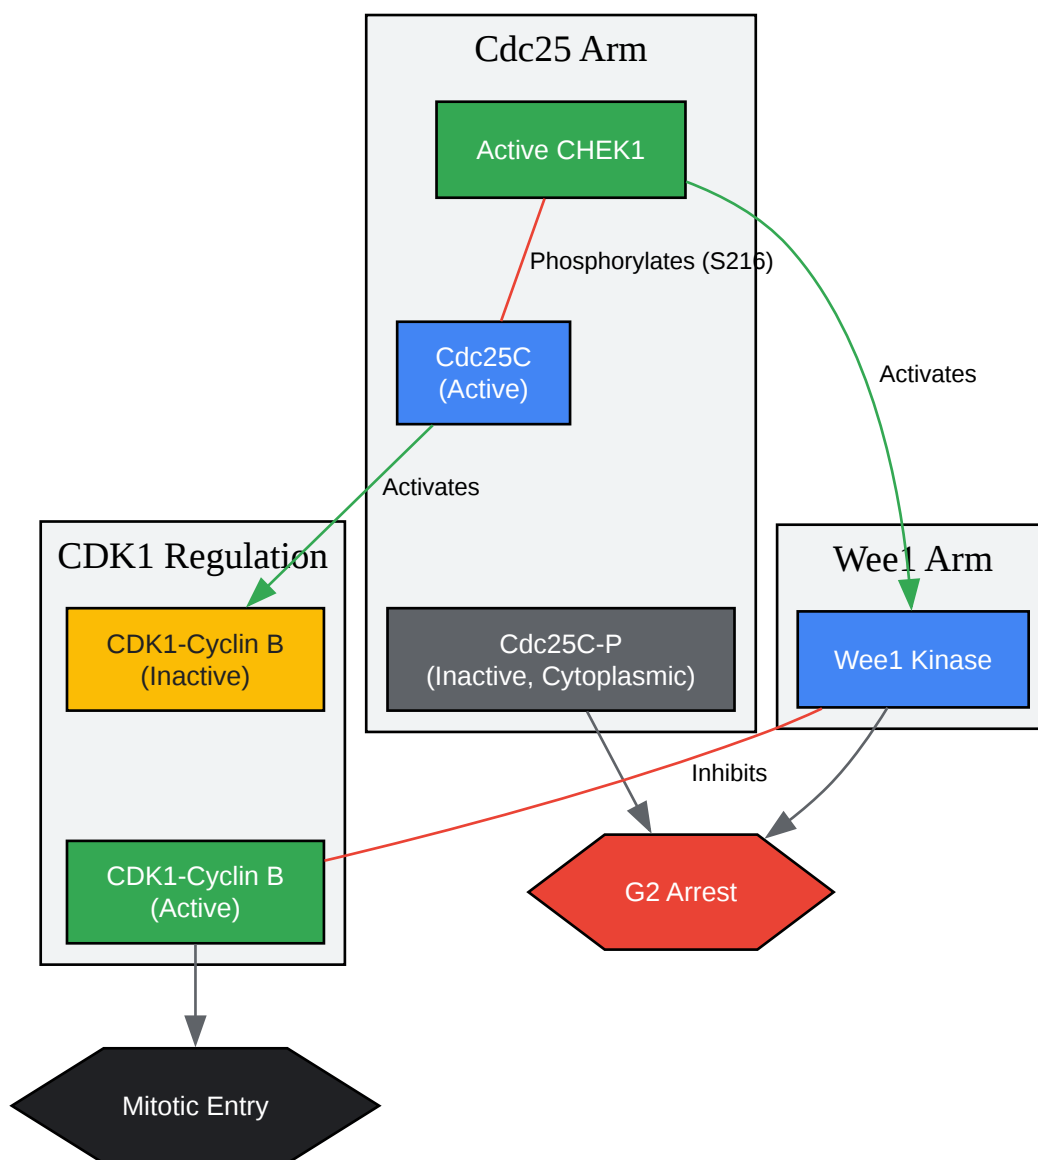 Cdc25 Arm
Active CHEK1
Phosphorylates (S216)
Cdc25C
(Active)
Activates
Activates
CDK1 Regulation
Wee1 Arm
CDK1-Cyclin B
(Inactive)
Cdc25C-P
(Inactive, Cytoplasmic)
Wee1 Kinase
Inhibits
CDK1-Cyclin B
(Active)
G2 Arrest
Mitotic Entry